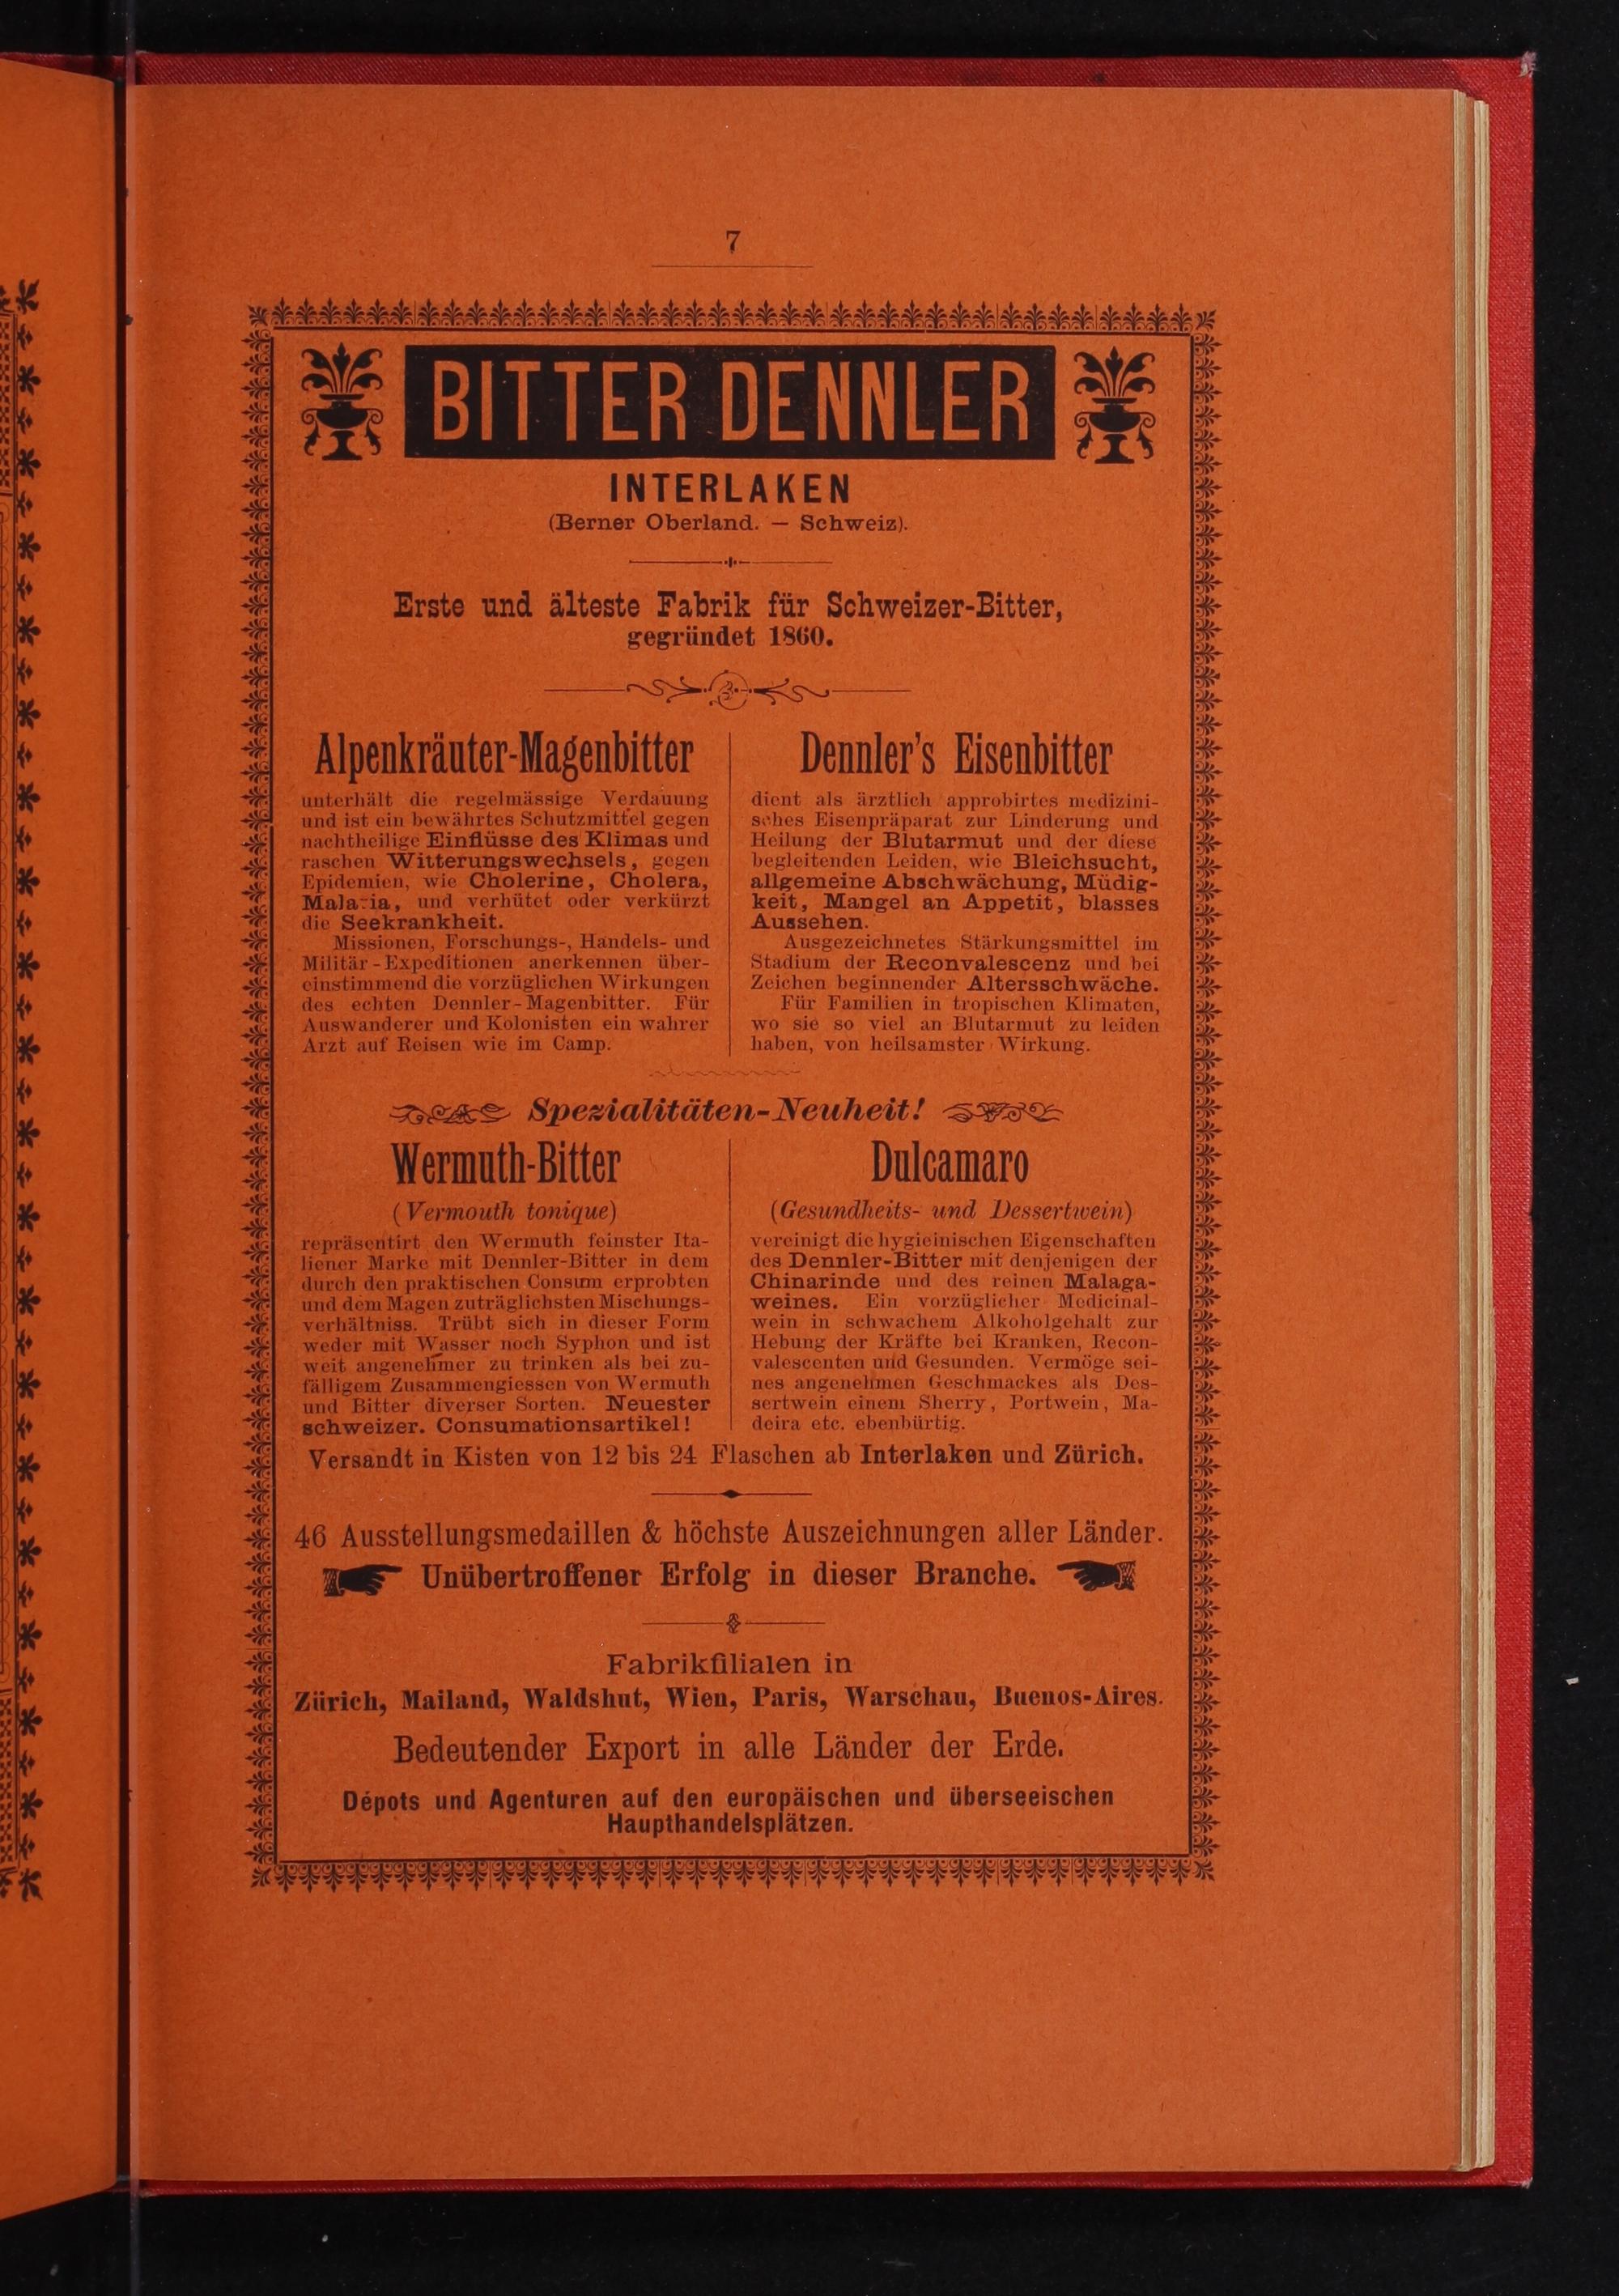 7
BITTER DENNLER
INTERLAKEN
(Berner Oberland. — Schweiz).
Erste und älteste Fabrik für Schweizer-Bitter,
gegründet 1860.
Alpenkräuter-Magenbitter
unterhält die regelmässige Verdauung
und ist ein bewährtes Schutzmittel gegen
nachtheilige Einflüsse des Klimas und
raschen Witterungswechsels, gegen
Epidemien, wie Cholerine, Cholera,
Malaria, und verhütet oder verkürzt
die Seekrankheit.
Missionen, Forschungs-, Handels- und
Militär-Expeditionen anerkennen über-
einstimmend die vorzüglichen Wirkungen
des echten Dennler-Magenbitter. Für
Auswanderer und Kolonisten ein wahrer
Arzt auf Reisen wie im Camp.
Dennler's Eisenbitter
dient als ärztlich approbirtes medizini-
sches Eisenpräparat zur Linderung und
Heilung der Blutarmut und der diese
begleitenden Leiden, wie Bleichsucht,
allgemeine Abschwächung, Müdig-
keit, Mangel an Appetit, blasses
Aussehen.
Ausgezeichnetes Stärkungsmittel im
Stadium der Reconvalescenz und bei
Zeichen beginnender Altersschwäche.
Für Familien in tropischen Klimaten,
wo sie so viel an Blutarmut zu leiden
haben, von heilsamster Wirkung.
Spezialitäten-Neuheit!
Wermuth-Bitter
(Vermouth tonique)
repräsentirt den Wermuth feinster Ita-
liener Marke mit Dennler-Bitter in dem
durch den praktischen Consum erprobten
und dem Magen zuträglichsten Mischungs-
verhältniss. Trübt sich in dieser Form
weder mit Wasser noch Syphon und ist
weit angenehmer zu trinken als bei zu-
fälligem Zusammengiessen von Wermuth
und Bitter diverser Sorten. Neuester
schweizer. Consumationsartikel!
Dulcamaro
(Gesundheits- und Dessertwein)
vereinigt die hygieinischen Eigenschaften
des Dennler-Bitter mit denjenigen der
Chinarinde und des reinen Malaga-
weines. Ein vorzüglicher Medicinal-
wein in schwachem Alkoholgehalt zur
Hebung der Kräfte bei Kranken, Recon-
valescenten und Gesunden. Vermöge sei-
nes angenehmen Geschmackes als Des-
sertwein einem Sherry, Portwein, Ma-
deira etc. ebenbürtig.
Versandt in Kisten von 12 bis 24 Flaschen ab Interlaken und Zürich.
46 Ausstellungsmedaillen & höchste Auszeichnungen aller Länder.
Unübertroffener Erfolg in dieser Branche.
Fabrikfilialen in
Zürich, Mailand, Waldshut, Wien, Paris, Warschau, Buenos-Aires.
Bedeutender Export in alle Länder der Erde.
Dépots und Agenturen auf den europäischen und überseeischen
Haupthandelsplätzen.